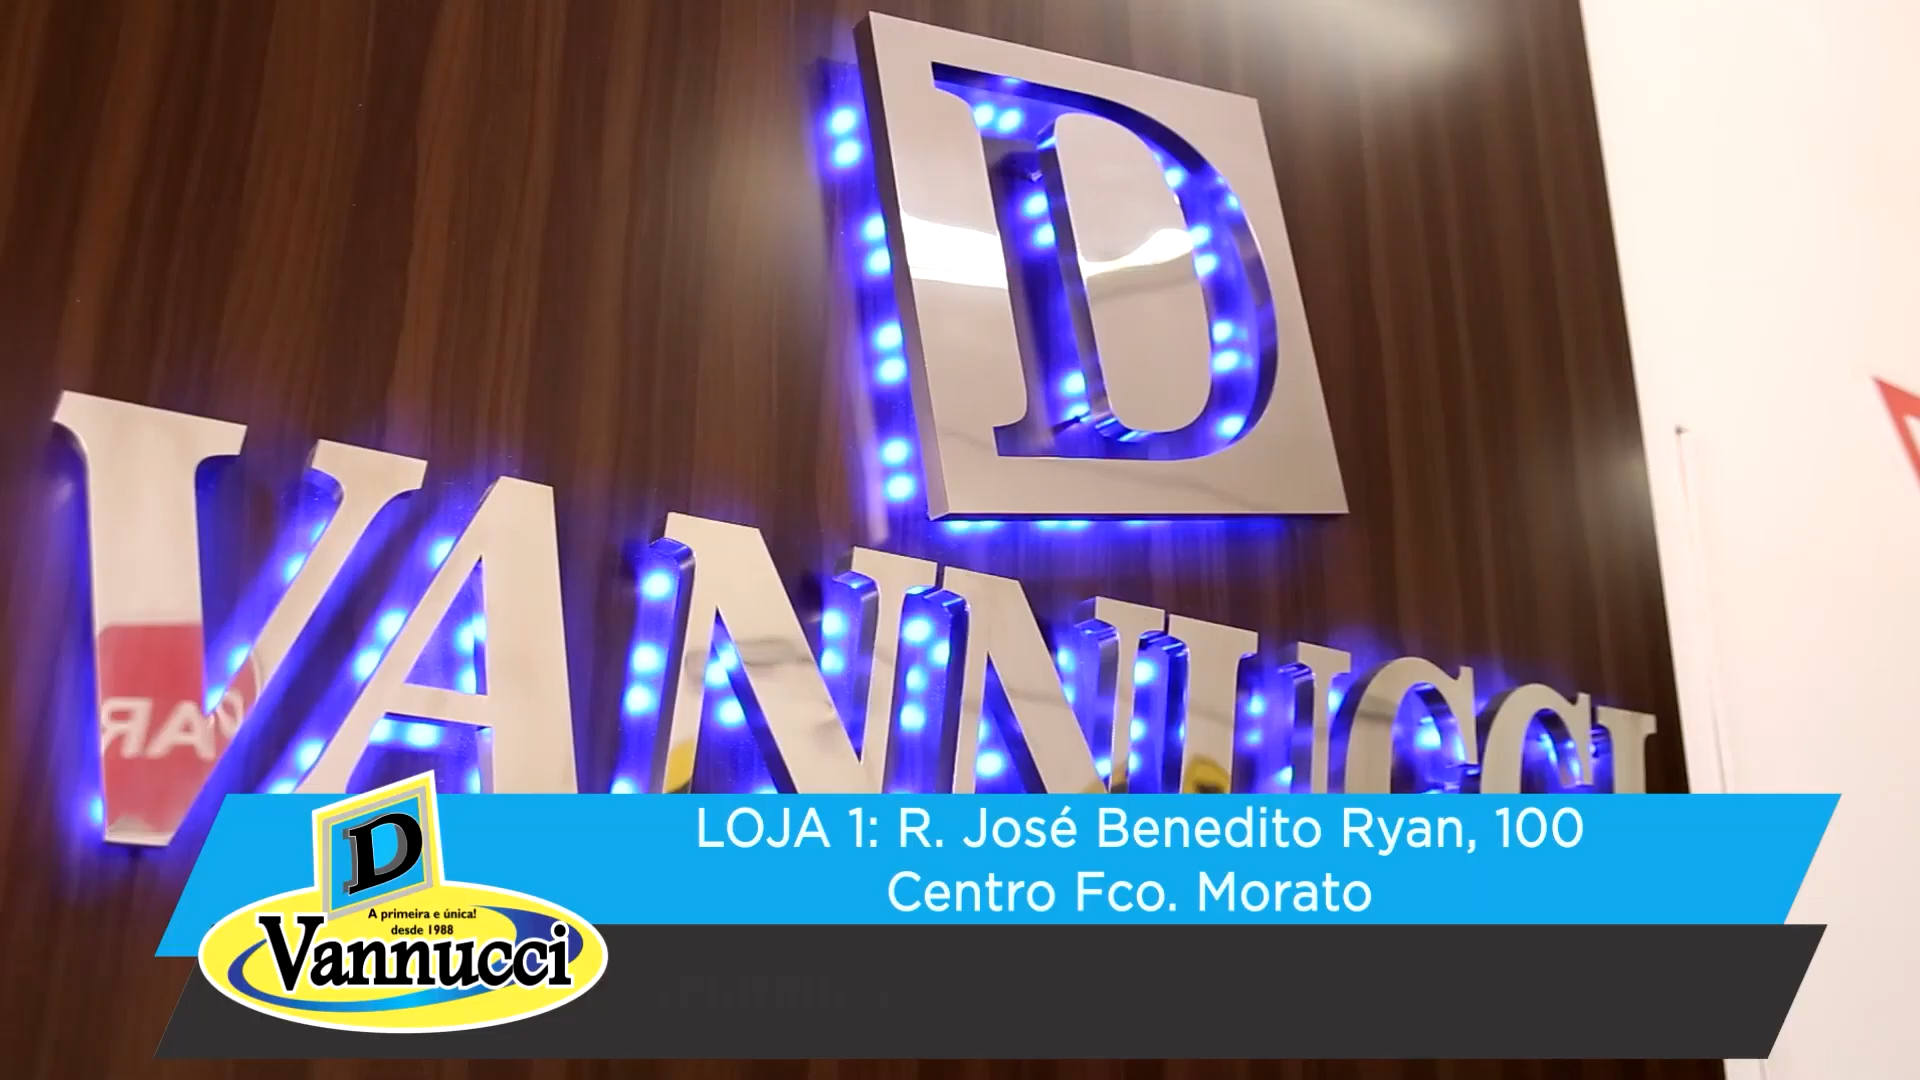 D
VANNUCCI
LOJA 1: R. José Benedito Ryan, 100
Centro Fco. Morato
D
A primeira e única!
desde 1988
Vannucci